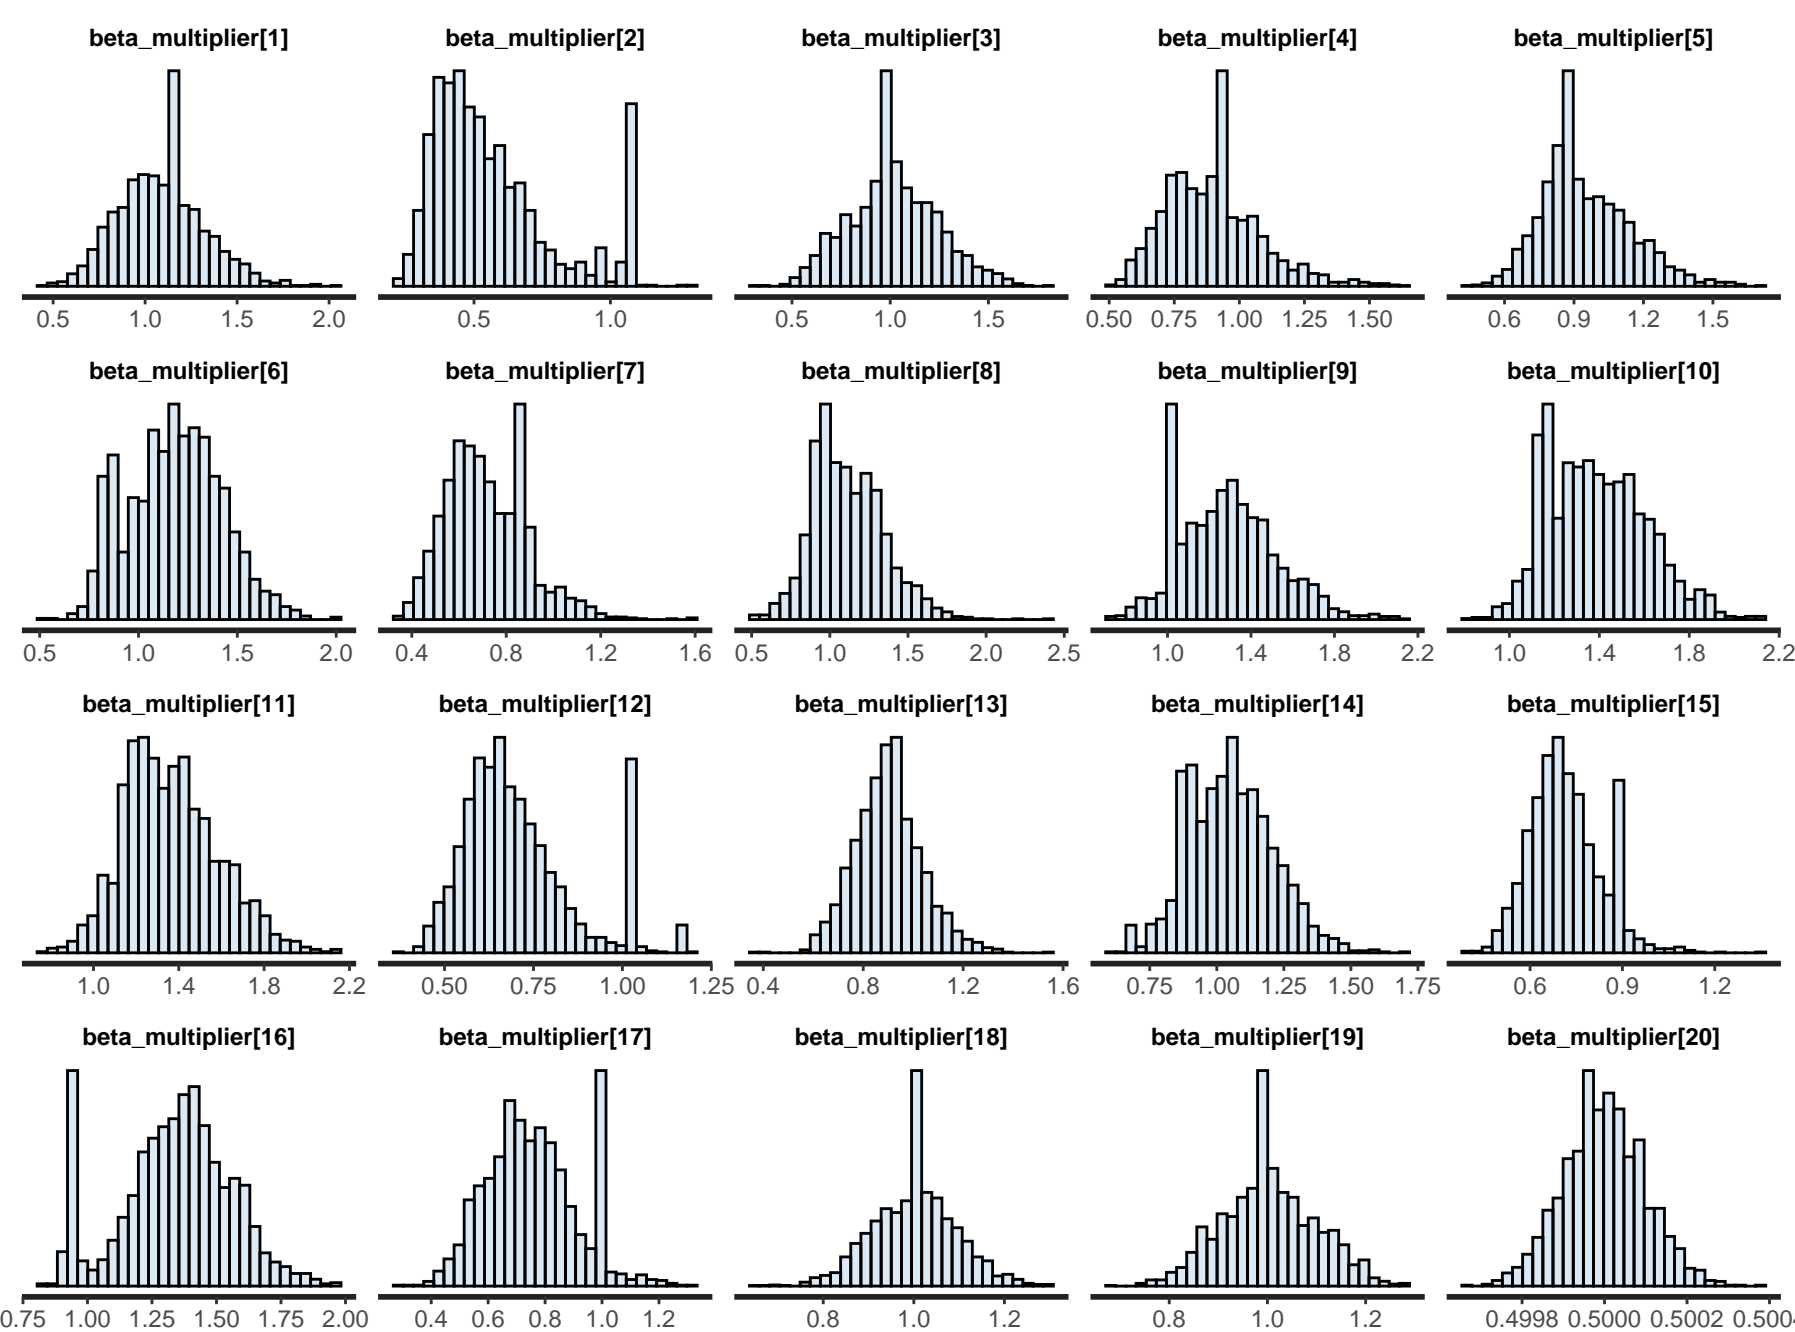 beta_multiplier[1] beta_multiplier[2] beta_multiplier[3] beta_multiplier[4] beta_multiplier[5]
0.5 1.0 1.5 2.0 0.5 1.0 0.5 1.0 1.5 0.50 0.75 1.00 1.25 1.50 0.6 0.9 1.2 1.5
beta_multiplier[6] beta_multiplier[7] beta_multiplier[8] beta_multiplier[9] beta_multiplier[10]
0.5 1.0 1.5 2.0 0.4 0.8 1.2 1.6 0.5 1.0 1.5 2.0 2.5 1.0 1.4 1.8 2.2 1.0 1.4 1.8 2.2
beta_multiplier[11] beta_multiplier[12] beta_multiplier[13] beta_multiplier[14] beta_multiplier[15]
1.0 1.4 1.8 2.2 0.50 0.75 1.00 1.25 0.4 0.8 1.2 1.6 0.75 1.00 1.25 1.50 1.75 0.6 0.9 1.2
beta_multiplier[16] beta_multiplier[17] beta_multiplier[18] beta_multiplier[19] beta_multiplier[20]
0.75 1.00 1.25 1.50 1.75 2.00 0.4 0.6 0.8 1.0 1.2 0.8 1.0 1.2 0.8 1.0 1.2 0.4998 0.5000 0.5002 0.5004